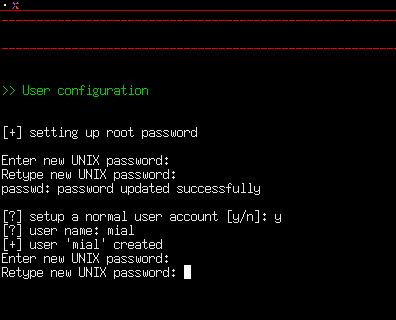 >> User configuration
[+] setting up root password
Enter new UNIX password:
Retype new UNIX password:
passwd: password updated successfully
[?] setup a normal user account [y/n]: y
[?] user name: mial
[+] user 'mial' created
Enter new UNIX password:
Retype new UNIX password: